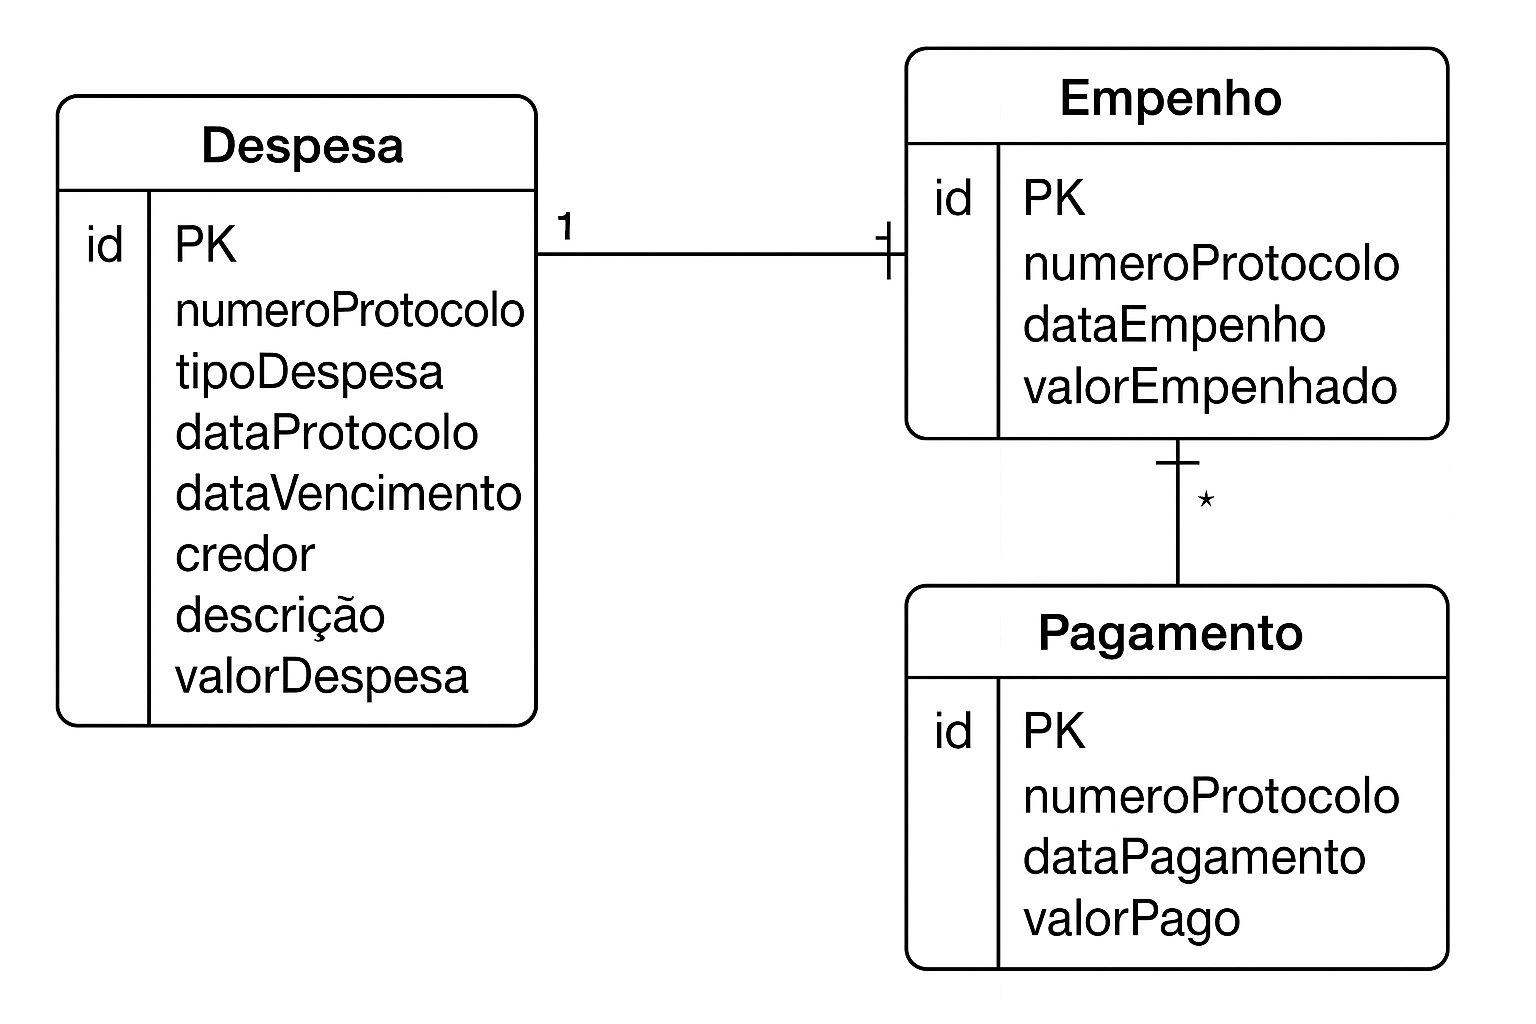 Despesa
id PK
numeroProtocolo
tipoDespesa
dataProtocolo
dataVencimento
credor
descrição
valorDespesa
1
Empenho
id PK
numeroProtocolo
dataEmpenho
valorEmpenhado
*
Pagamento
id PK
numeroProtocolo
dataPagamento
valorPago